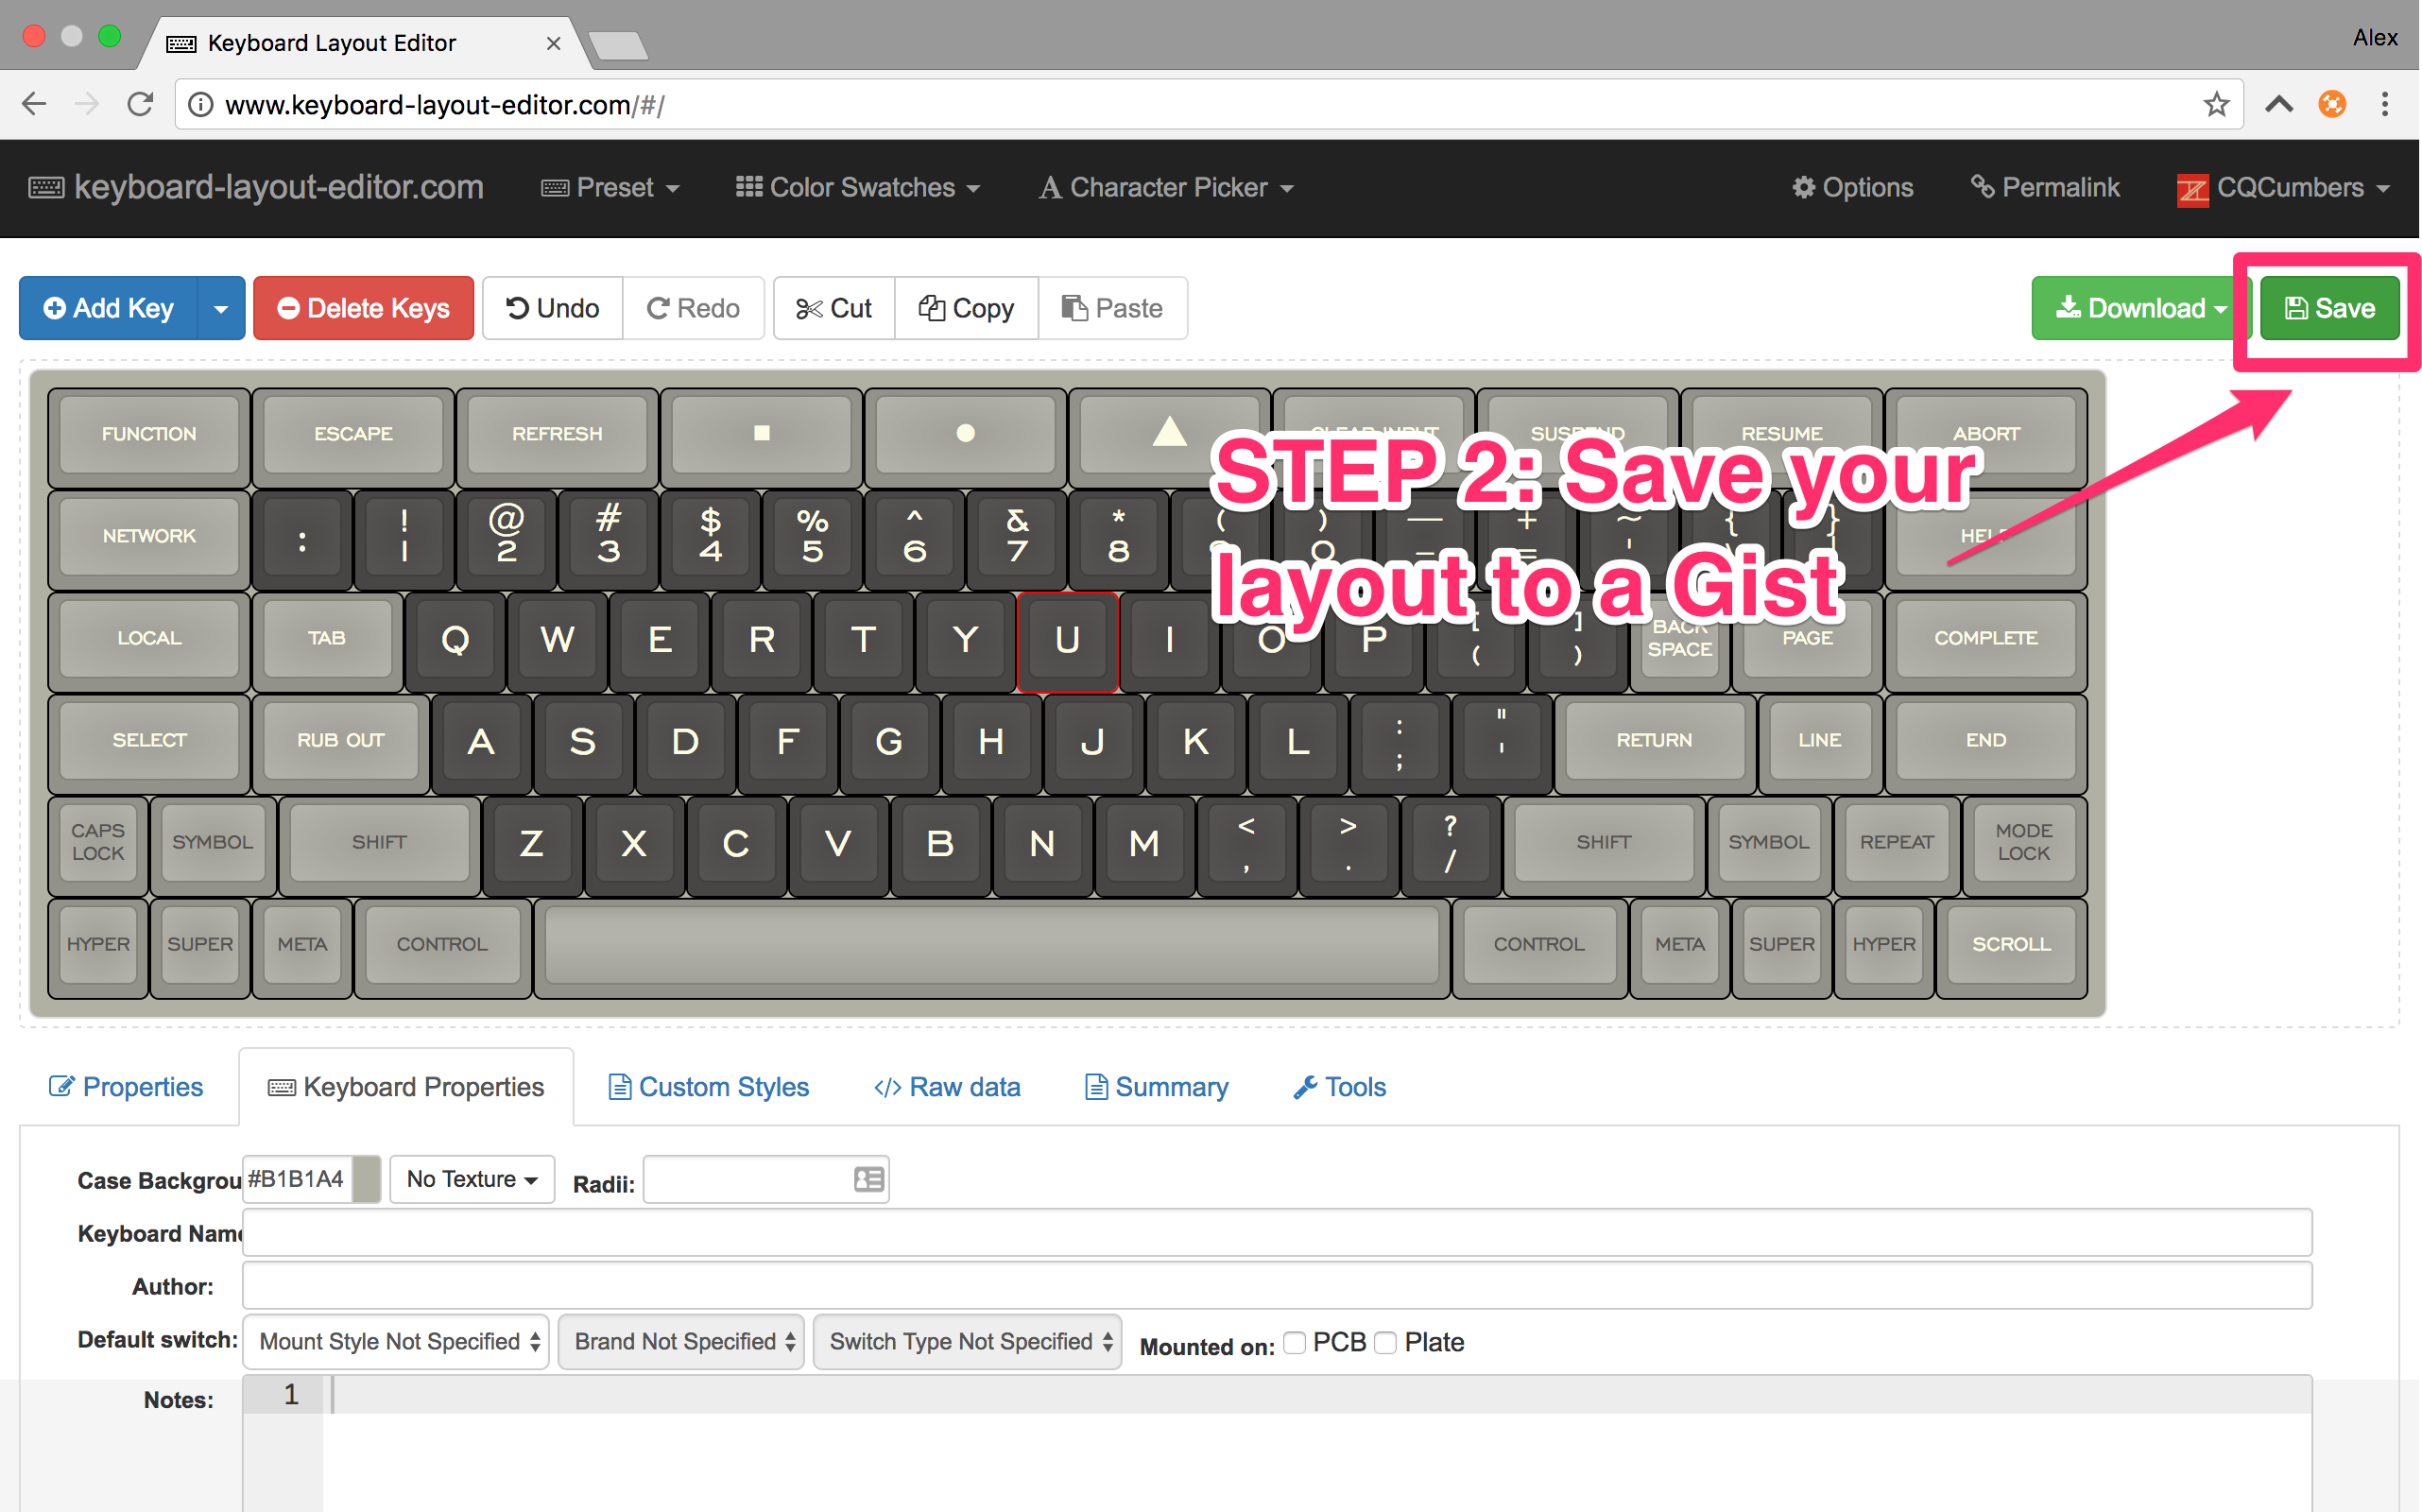 Keyboard Layout Editor
Alex
www.keyboard-layout-editor.com/#/
keyboard-layout-editor.com Preset Color Swatches Character Picker Options Permalink CQCumbers
Add Key Delete Keys Undo Redo Cut Copy Paste Download Save
FUNCTION ESCAPE REFRESH ■ ● ▲ CLEAR INPUT SUSPEND RESUME ABORT
STEP 2: Save your
layout to a Gist
NETWORK : ! 1 @ 2 # 3 $ 4 % 5 ^ 6 & 7 * 8 ( ) 0 — – + = ~ ' { } HELP
LOCAL TAB Q W E R T Y U I O P [ ( ] ) BACK SPACE PAGE COMPLETE
SELECT RUB OUT A S D F G H J K L : ; " ' RETURN LINE END
CAPS LOCK SYMBOL SHIFT Z X C V B N M < , > . ? / SHIFT SYMBOL REPEAT MODE LOCK
HYPER SUPER META CONTROL CONTROL META SUPER HYPER SCROLL
Properties Keyboard Properties Custom Styles Raw data Summary Tools
Case Backgrou #B1B1A4 No Texture Radii:
Keyboard Name
Author:
Default switch: Mount Style Not Specified Brand Not Specified Switch Type Not Specified Mounted on: PCB Plate
Notes: 1